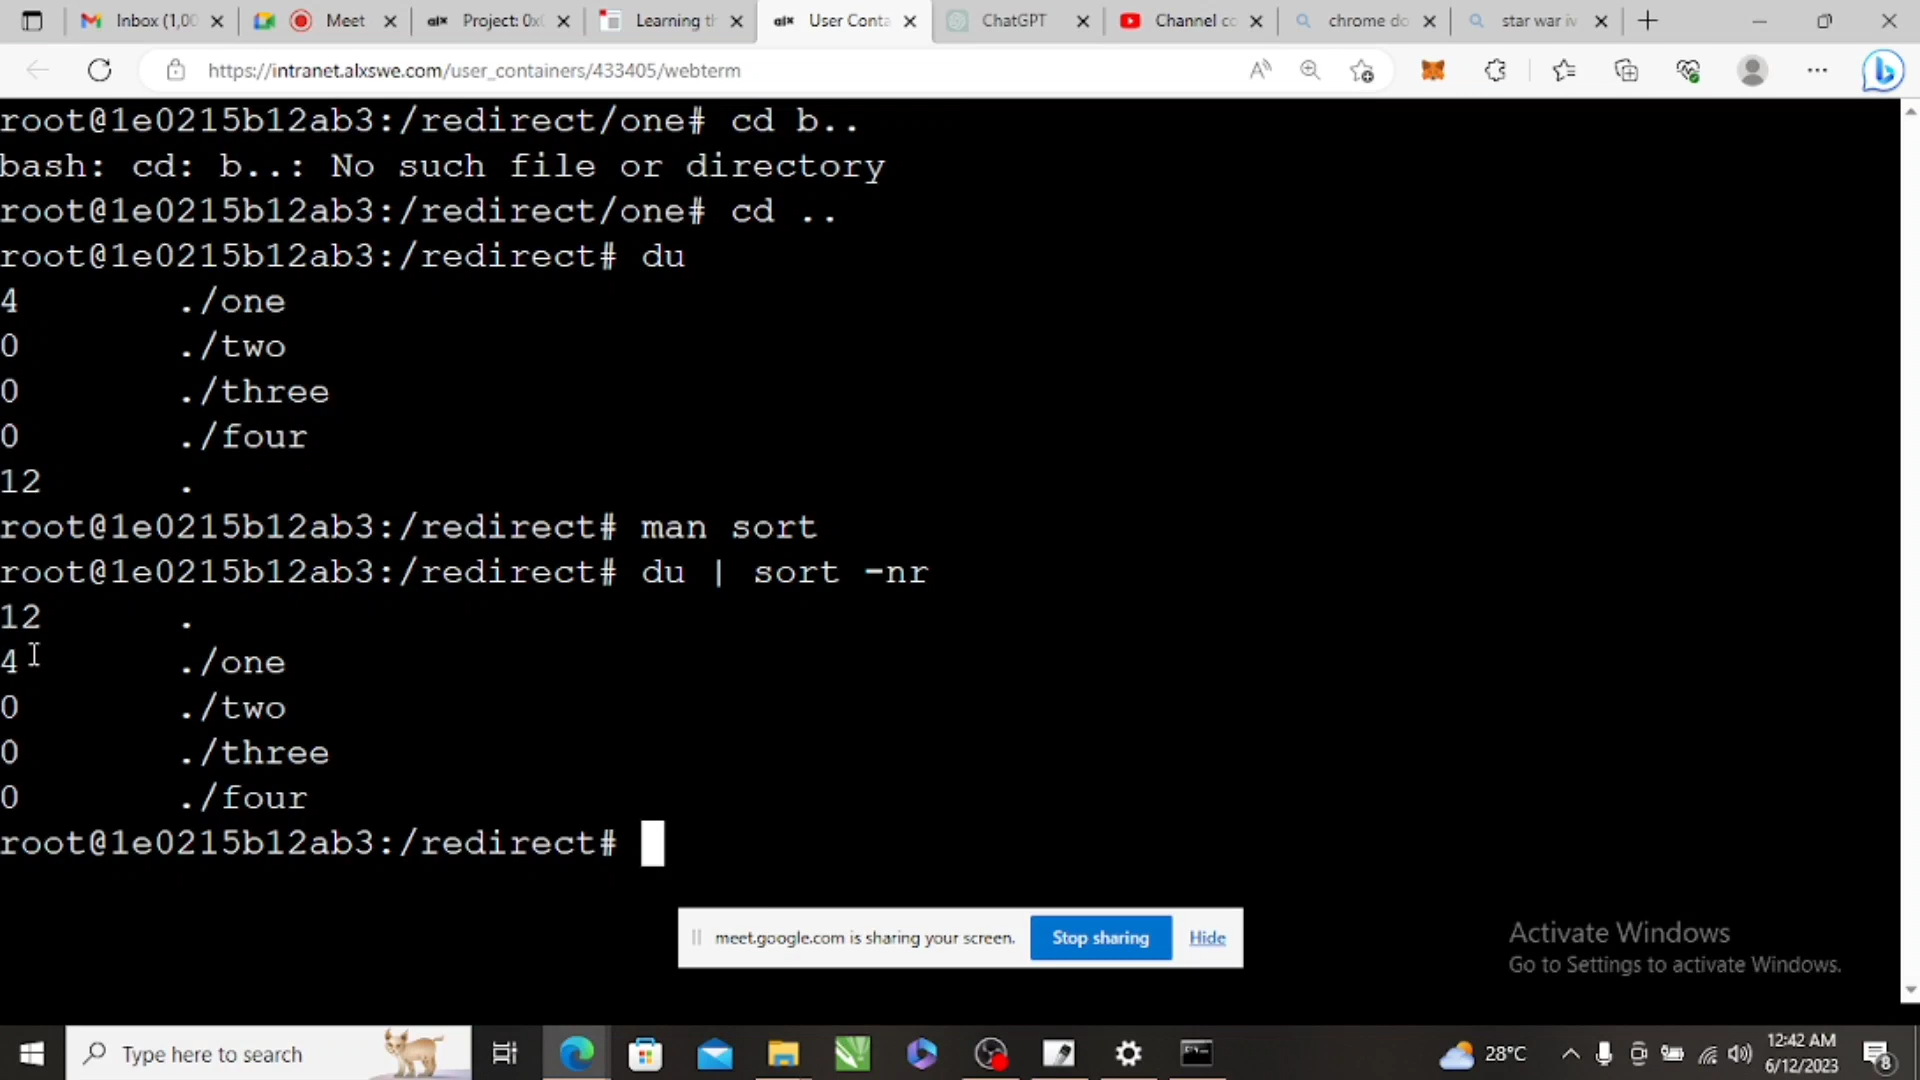 Inbox (1,00
Meet
Project: 0x
Learning th
User Conta
ChatGPT
Channel co
chrome do
star war iv
https://intranet.alxswe.com/user_containers/433405/webterm
root@1e0215b12ab3:/redirect/one# cd b..
bash: cd: b..: No such file or directory
root@1e0215b12ab3:/redirect/one# cd ..
root@1e0215b12ab3:/redirect# du
4 ./one
0 ./two
0 ./three
0 ./four
12 .
root@1e0215b12ab3:/redirect# man sort
root@1e0215b12ab3:/redirect# du | sort -nr
12 .
4 ./one
0 ./two
0 ./three
0 ./four
root@1e0215b12ab3:/redirect#
meet.google.com is sharing your screen. Stop sharing Hide
Activate Windows
Go to Settings to activate Windows.
Type here to search
28°C
12:42 AM
6/12/2023
8